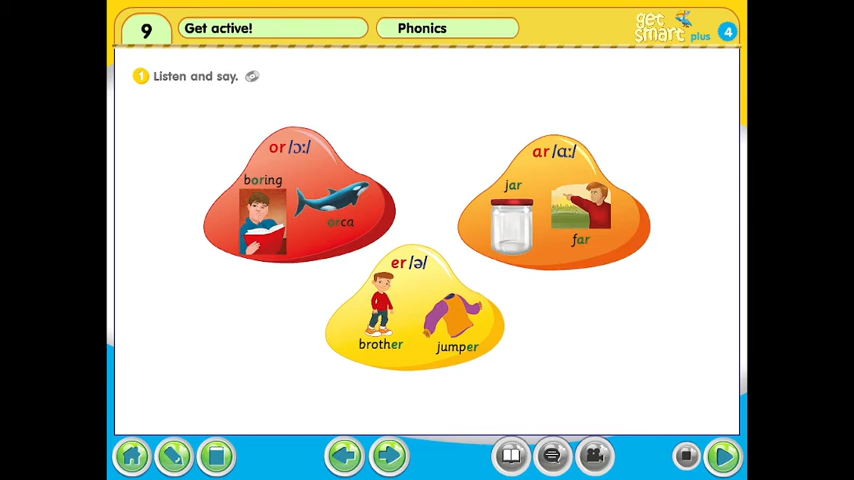 9 Get active! Phonics
get smart plus 4
1 Listen and say.
or /ɔː/
boring
orca
ar /ɑː/
jar
far
er /ə/
brother
jumper